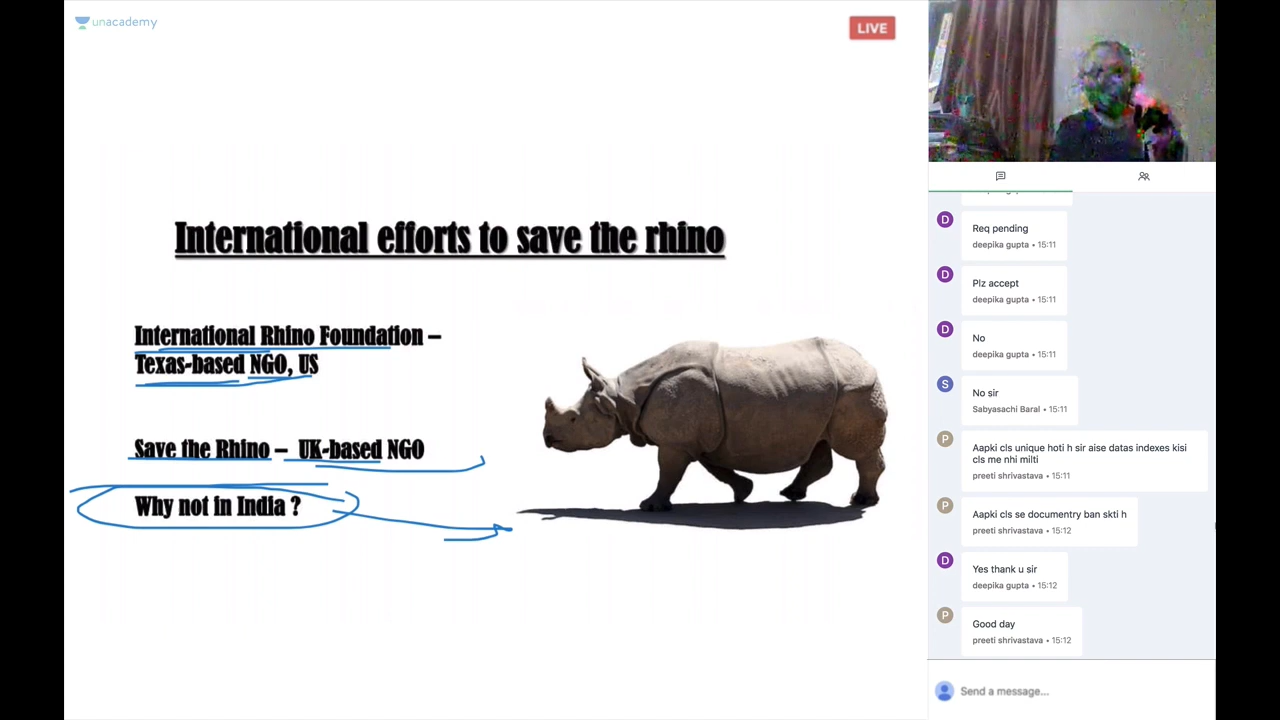 unacademy
LIVE
International efforts to save the rhino
International Rhino Foundation –
Texas-based NGO, US
Save the Rhino – UK-based NGO
Why not in India ?
D
Req pending
deepika gupta • 15:11
D
Plz accept
deepika gupta • 15:11
D
No
deepika gupta • 15:11
S
No sir
Sabyasachi Baral • 15:11
P
Aapki cls unique hoti h sir aise datas indexes kisi
cls me nhi milti
preeti shrivastava • 15:11
P
Aapki cls se documentry ban skti h
preeti shrivastava • 15:12
D
Yes thank u sir
deepika gupta • 15:12
P
Good day
preeti shrivastava • 15:12
Send a message...